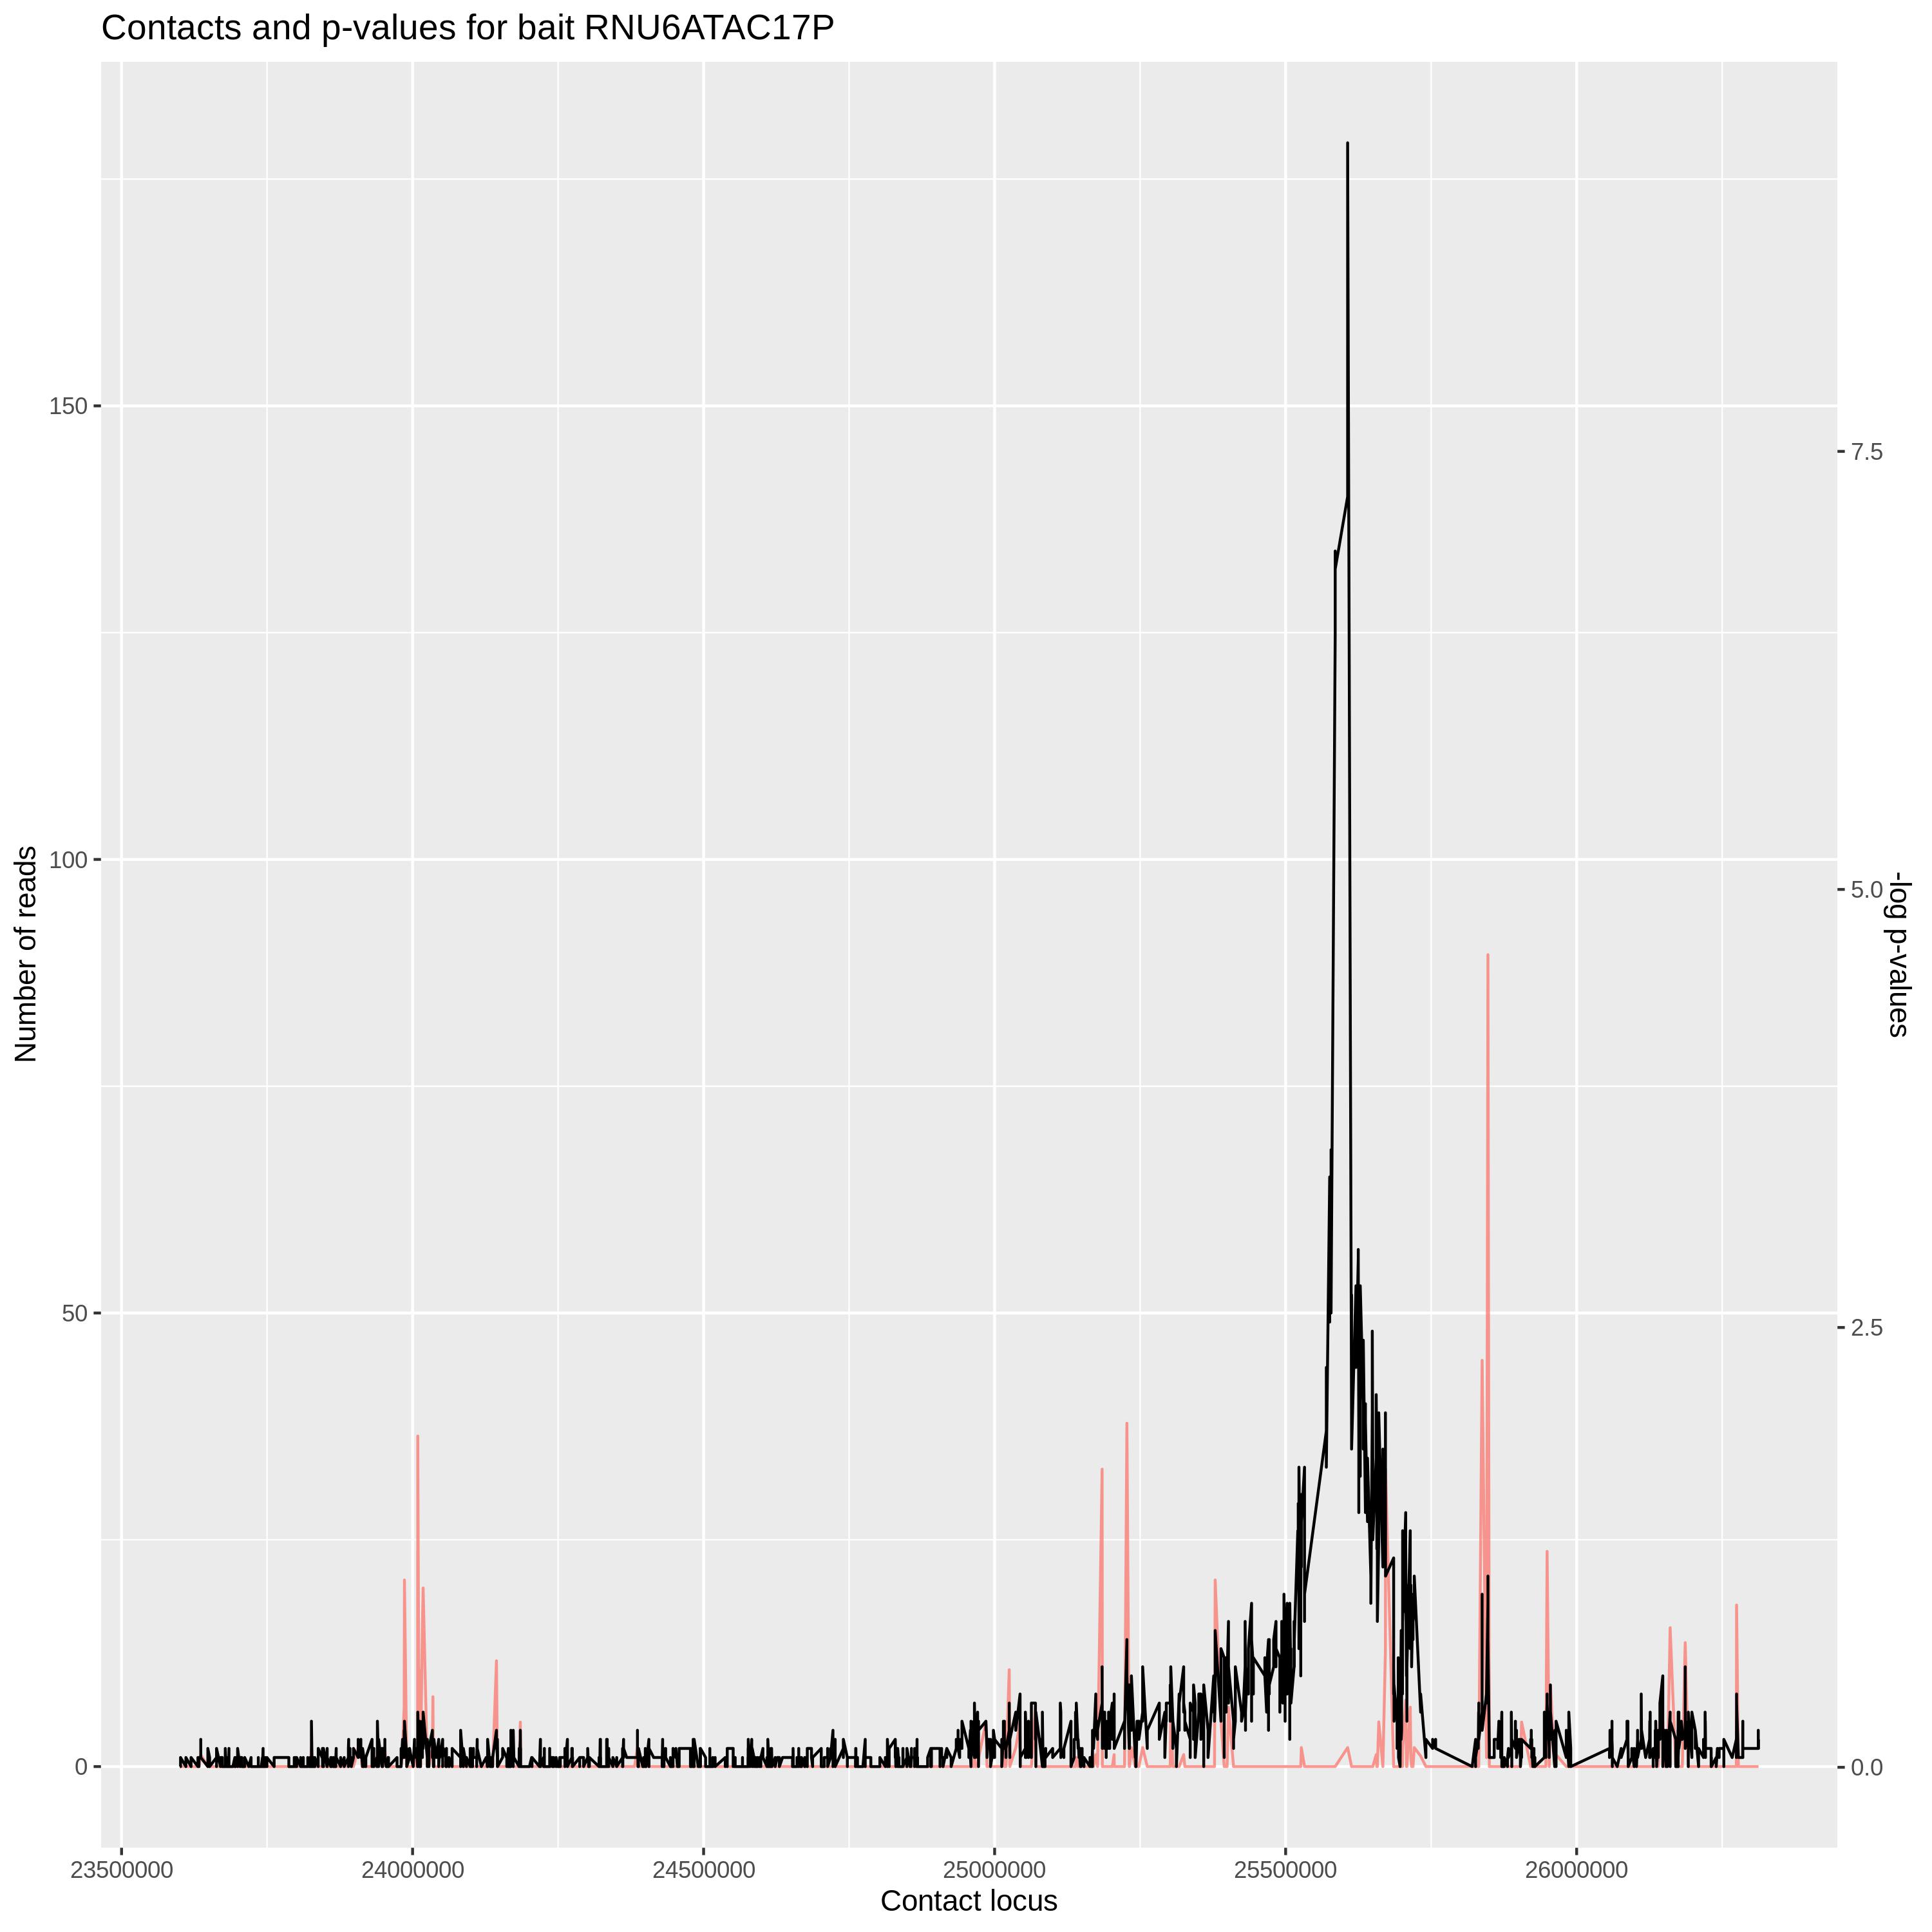 Contacts and p-values for bait RNU6ATAC17P
150
100
50
0
7.5
5.0
2.5
0.0
Number of reads
-log p-values
23500000 24000000 24500000 25000000 25500000 26000000
Contact locus